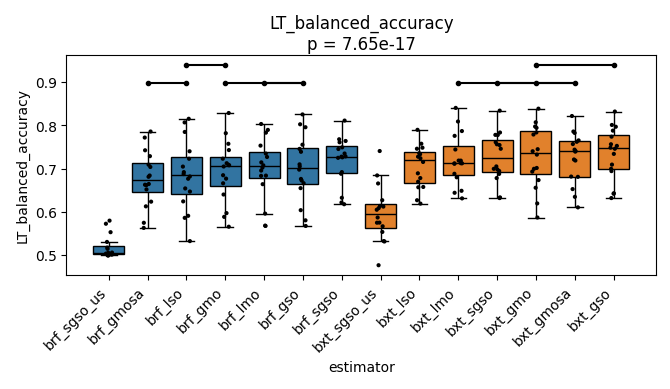 LT_balanced_accuracy
p = 7.65e-17
LT_balanced_accuracy
0.9
0.8
0.7
0.6
0.5
brf_sgso_us
brf_gmosa
brf_lso
brf_gmo
brf_lmo
brf_gso
brf_sgso
bxt_sgso_us
bxt_lso
bxt_lmo
bxt_sgso
bxt_gmo
bxt_gmosa
bxt_gso
estimator